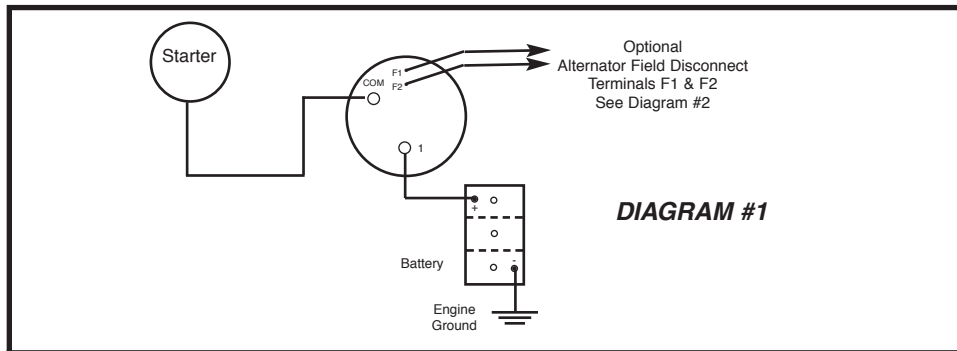 Starter
COM
F1
F2
Optional
Alternator Field Disconnect
Terminals F1 & F2
See Diagram #2
1
+
DIAGRAM #1
Battery
-
Engine
Ground